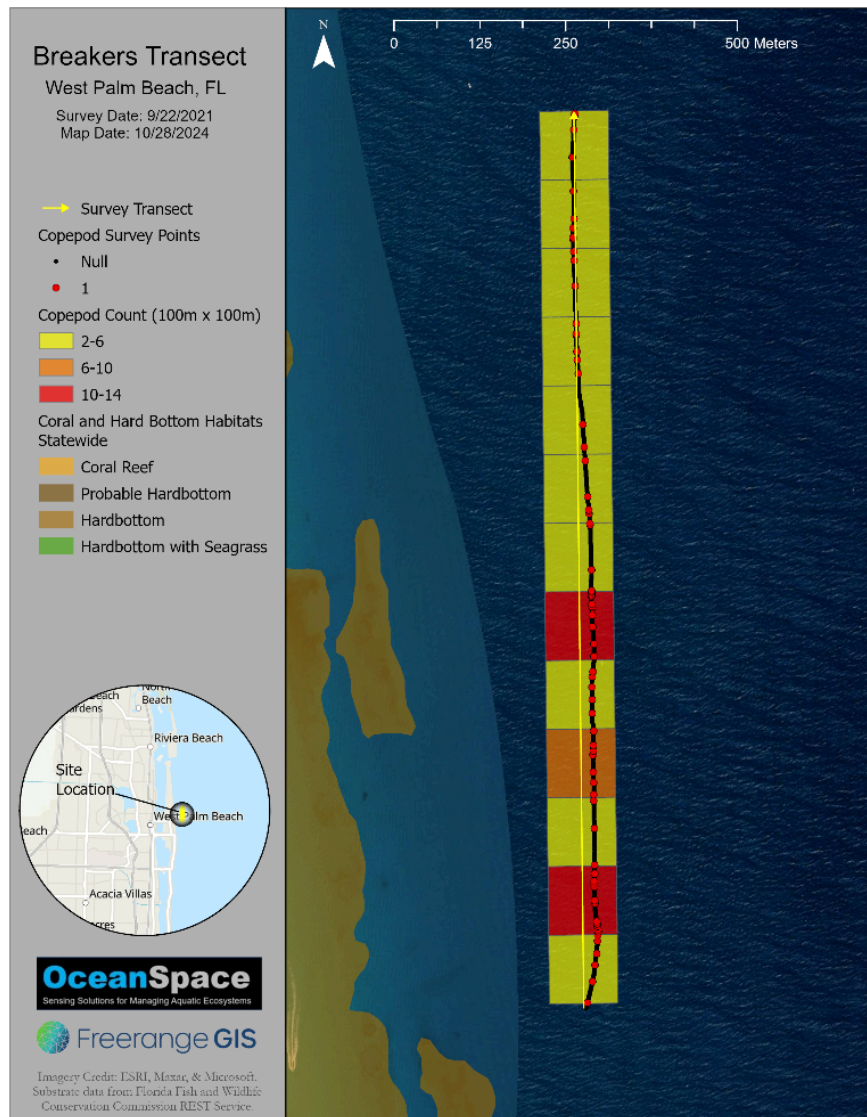 Breakers Transect
West Palm Beach, FL
Survey Date: 9/22/2021
Map Date: 10/28/2024
Survey Transect
Copepod Survey Points
Null
1
Copepod Count (100m x 100m)
2-6
6-10
10-14
Coral and Hard Bottom Habitats
Statewide
Coral Reef
Probable Hardbottom
Hardbottom
Hardbottom with Seagrass
North
Beach
Beach
Riviera Beach
Site
Location
West Palm Beach
each
Acacia Villas
cres
OceanSpace
Sensing Solutions for Managing Aquatic Ecosystems
Freerange GIS
Imagery Credit: ESRI, Maxar, & Microsoft.
Substrate data from Florida Fish and Wildlife
Conservation Commission REST Service.
N
0 125 250 500 Meters